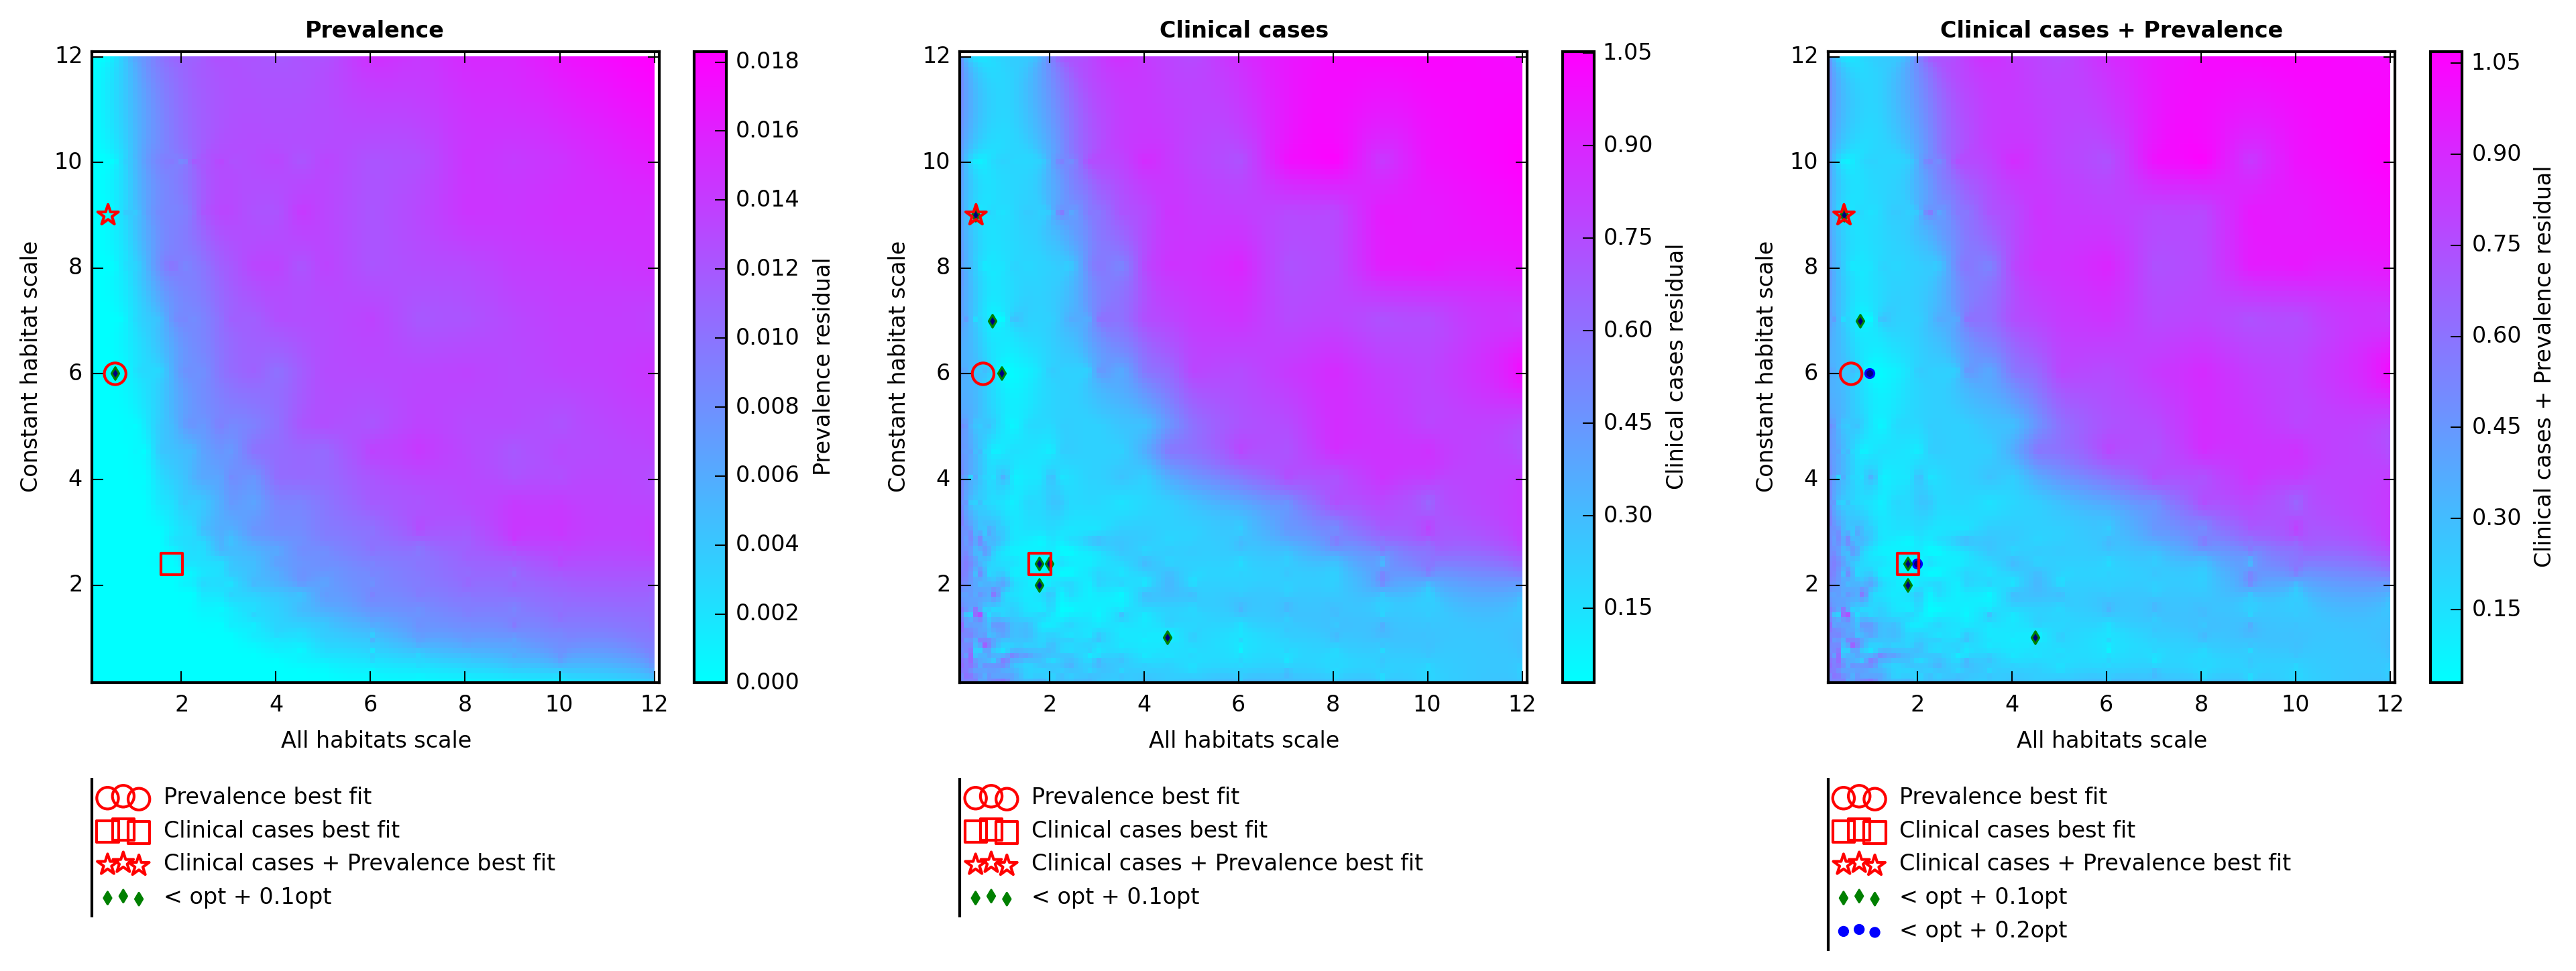 Prevalence
Clinical cases
Clinical cases + Prevalence
12
10
8
6
4
2
Constant habitat scale
2 4 6 8 10 12
All habitats scale
0.018
0.016
0.014
0.012
0.010
0.008
0.006
0.004
0.002
0.000
Prevalence residual
12
10
8
6
4
2
Constant habitat scale
2 4 6 8 10 12
All habitats scale
1.05
0.90
0.75
0.60
0.45
0.30
0.15
Clinical cases residual
12
10
8
6
4
2
Constant habitat scale
2 4 6 8 10 12
All habitats scale
1.05
0.90
0.75
0.60
0.45
0.30
0.15
Clinical cases + Prevalence residual
Prevalence best fit
Clinical cases best fit
Clinical cases + Prevalence best fit
< opt + 0.1opt
Prevalence best fit
Clinical cases best fit
Clinical cases + Prevalence best fit
< opt + 0.1opt
Prevalence best fit
Clinical cases best fit
Clinical cases + Prevalence best fit
< opt + 0.1opt
< opt + 0.2opt